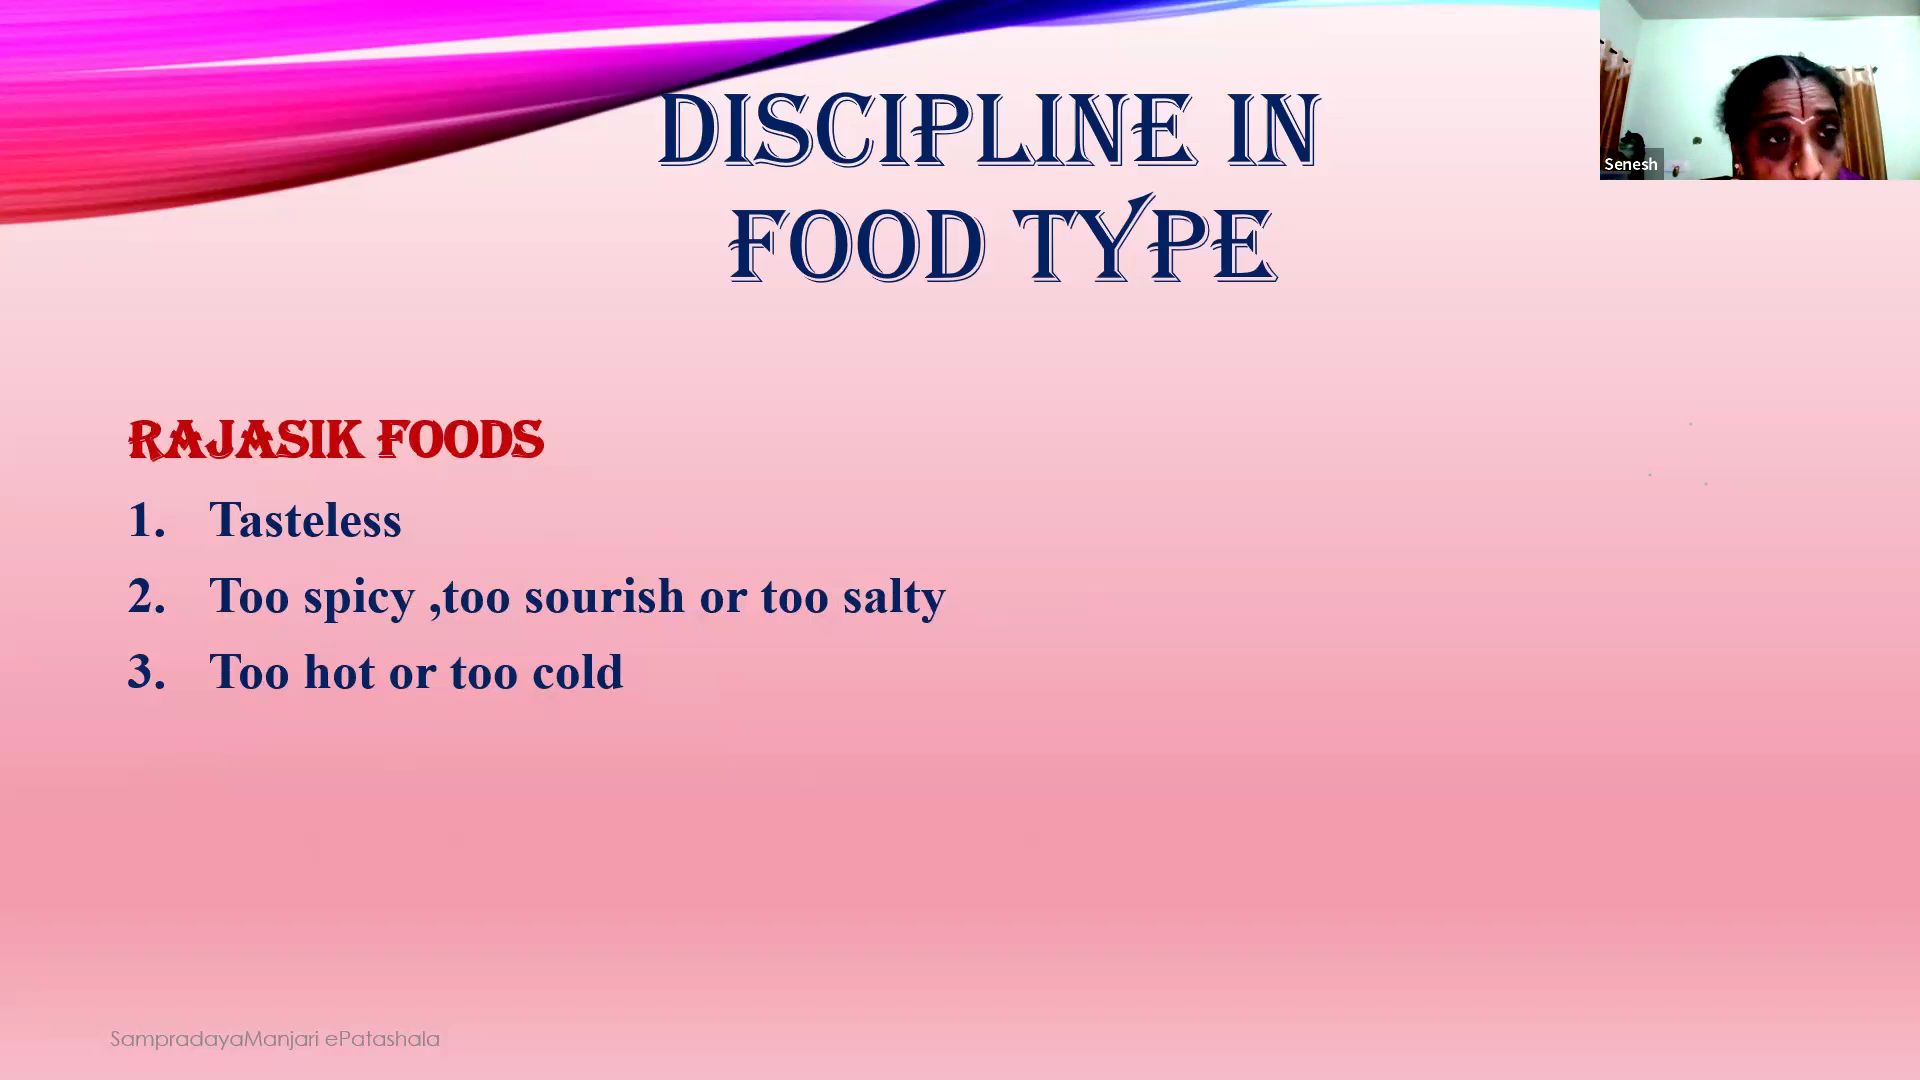 DISCIPLINE IN
FOOD TYPE
Senesh
RAJASIK FOODS
1. Tasteless
2. Too spicy ,too sourish or too salty
3. Too hot or too cold
SampradayaManjari ePatashala